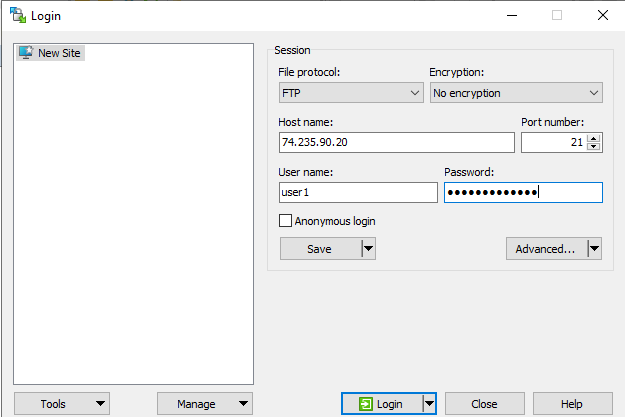 Login
New Site
Session
File protocol:
Encryption:
FTP
No encryption
Host name:
Port number:
74.235.90.20
21
User name:
Password:
user1
●●●●●●●●●●●●●
Anonymous login
Save
Advanced...
Tools
Manage
Login
Close
Help